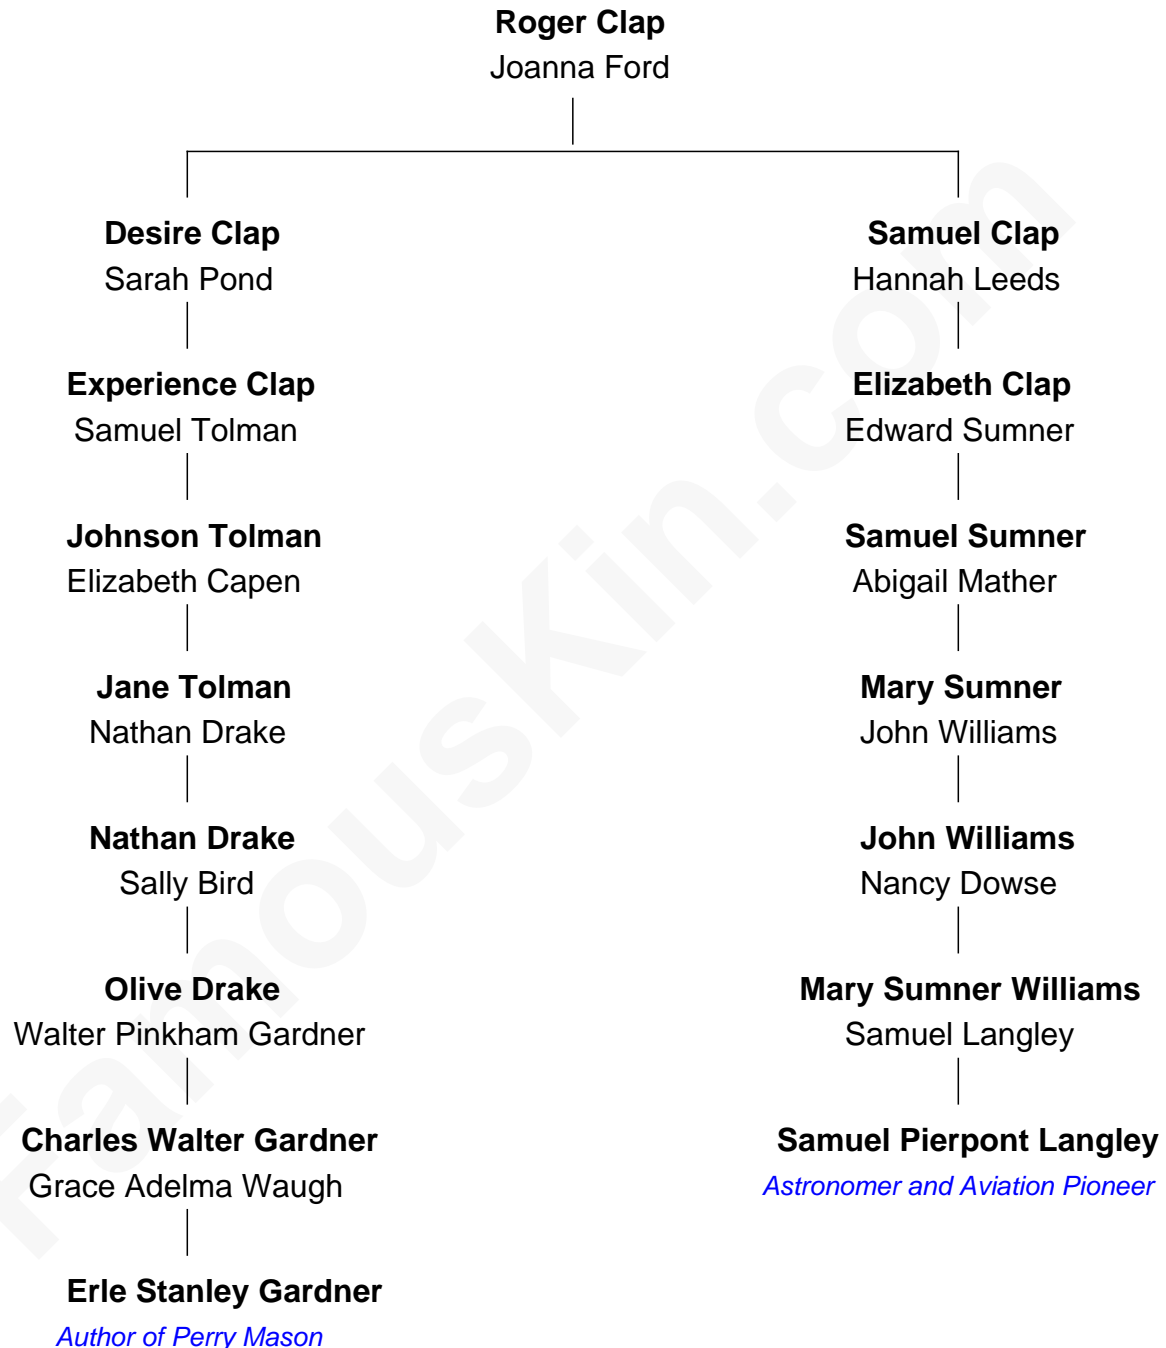 Roger Clap
Joanna Ford
Desire Clap
Sarah Pond
Samuel Clap
Hannah Leeds
Experience Clap
Samuel Tolman
Elizabeth Clap
Edward Sumner
Johnson Tolman
Elizabeth Capen
Samuel Sumner
Abigail Mather
Jane Tolman
Nathan Drake
Mary Sumner
John Williams
Nathan Drake
Sally Bird
John Williams
Nancy Dowse
Olive Drake
Walter Pinkham Gardner
Mary Sumner Williams
Samuel Langley
Charles Walter Gardner
Grace Adelma Waugh
Samuel Pierpont Langley
Astronomer and Aviation Pioneer
Erle Stanley Gardner
Author of Perry Mason
FamousKin.com